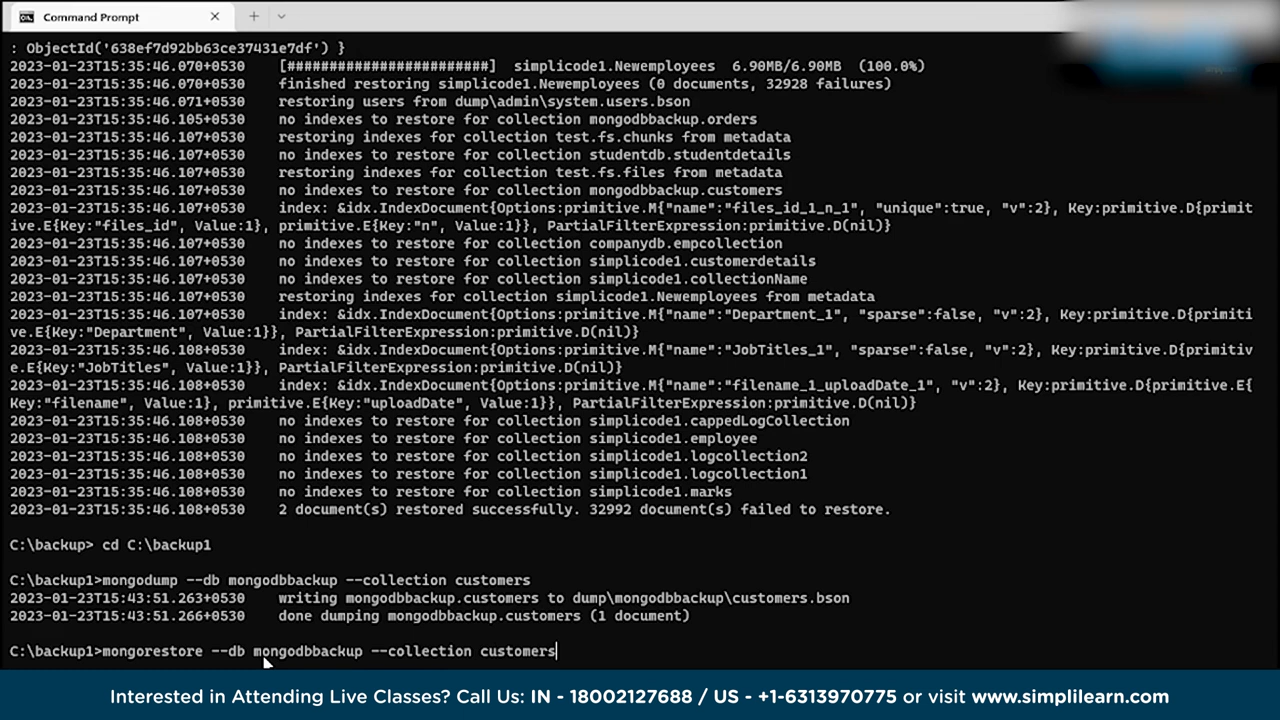 Command Prompt
: ObjectId('638ef7d92bb63ce37431e7df') }
2023-01-23T15:35:46.070+0530 [########################] simplicode1.Newemployees 6.90MB/6.90MB (100.0%)
2023-01-23T15:35:46.070+0530 finished restoring simplicode1.Newemployees (0 documents, 32928 failures)
2023-01-23T15:35:46.071+0530 restoring users from dump\admin\system.users.bson
2023-01-23T15:35:46.105+0530 no indexes to restore for collection mongodbbackup.orders
2023-01-23T15:35:46.107+0530 restoring indexes for collection test.fs.chunks from metadata
2023-01-23T15:35:46.107+0530 no indexes to restore for collection studentdb.studentdetails
2023-01-23T15:35:46.107+0530 restoring indexes for collection test.fs.files from metadata
2023-01-23T15:35:46.107+0530 no indexes to restore for collection mongodbbackup.customers
2023-01-23T15:35:46.107+0530 index: &idx.IndexDocument{Options:primitive.M{"name":"files_id_1_n_1", "unique":true, "v":2}, Key:primitive.D{primit
ive.E{Key:"files_id", Value:1}, primitive.E{Key:"n", Value:1}}, PartialFilterExpression:primitive.D(nil)}
2023-01-23T15:35:46.107+0530 no indexes to restore for collection companydb.empcollection
2023-01-23T15:35:46.107+0530 no indexes to restore for collection simplicode1.customerdetails
2023-01-23T15:35:46.107+0530 no indexes to restore for collection simplicode1.collectionName
2023-01-23T15:35:46.107+0530 restoring indexes for collection simplicode1.Newemployees from metadata
2023-01-23T15:35:46.107+0530 index: &idx.IndexDocument{Options:primitive.M{"name":"Department_1", "sparse":false, "v":2}, Key:primitive.D{primiti
ve.E{Key:"Department", Value:1}}, PartialFilterExpression:primitive.D(nil)}
2023-01-23T15:35:46.108+0530 index: &idx.IndexDocument{Options:primitive.M{"name":"JobTitles_1", "sparse":false, "v":2}, Key:primitive.D{primitiv
e.E{Key:"JobTitles", Value:1}}, PartialFilterExpression:primitive.D(nil)}
2023-01-23T15:35:46.108+0530 index: &idx.IndexDocument{Options:primitive.M{"name":"filename_1_uploadDate_1", "v":2}, Key:primitive.D{primitive.E{
Key:"filename", Value:1}, primitive.E{Key:"uploadDate", Value:1}}, PartialFilterExpression:primitive.D(nil)}
2023-01-23T15:35:46.108+0530 no indexes to restore for collection simplicode1.cappedLogCollection
2023-01-23T15:35:46.108+0530 no indexes to restore for collection simplicode1.employee
2023-01-23T15:35:46.108+0530 no indexes to restore for collection simplicode1.logcollection2
2023-01-23T15:35:46.108+0530 no indexes to restore for collection simplicode1.logcollection1
2023-01-23T15:35:46.108+0530 no indexes to restore for collection simplicode1.marks
2023-01-23T15:35:46.108+0530 2 document(s) restored successfully. 32992 document(s) failed to restore.
C:\backup> cd C:\backup1
C:\backup1>mongodump --db mongodbbackup --collection customers
2023-01-23T15:43:51.263+0530 writing mongodbbackup.customers to dump\mongodbbackup\customers.bson
2023-01-23T15:43:51.266+0530 done dumping mongodbbackup.customers (1 document)
C:\backup1>mongorestore --db mongodbbackup --collection customers
Interested in Attending Live Classes? Call Us: IN - 18002127688 / US - +1-6313970775 or visit www.simplilearn.com